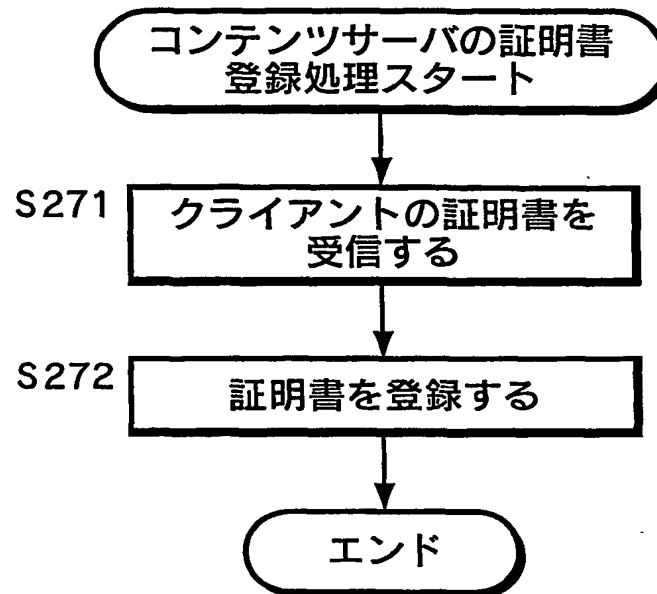 コンテンツサーバの証明書
登録処理スタート
S271
クライアントの証明書を
受信する
S272
証明書を登録する
エンド